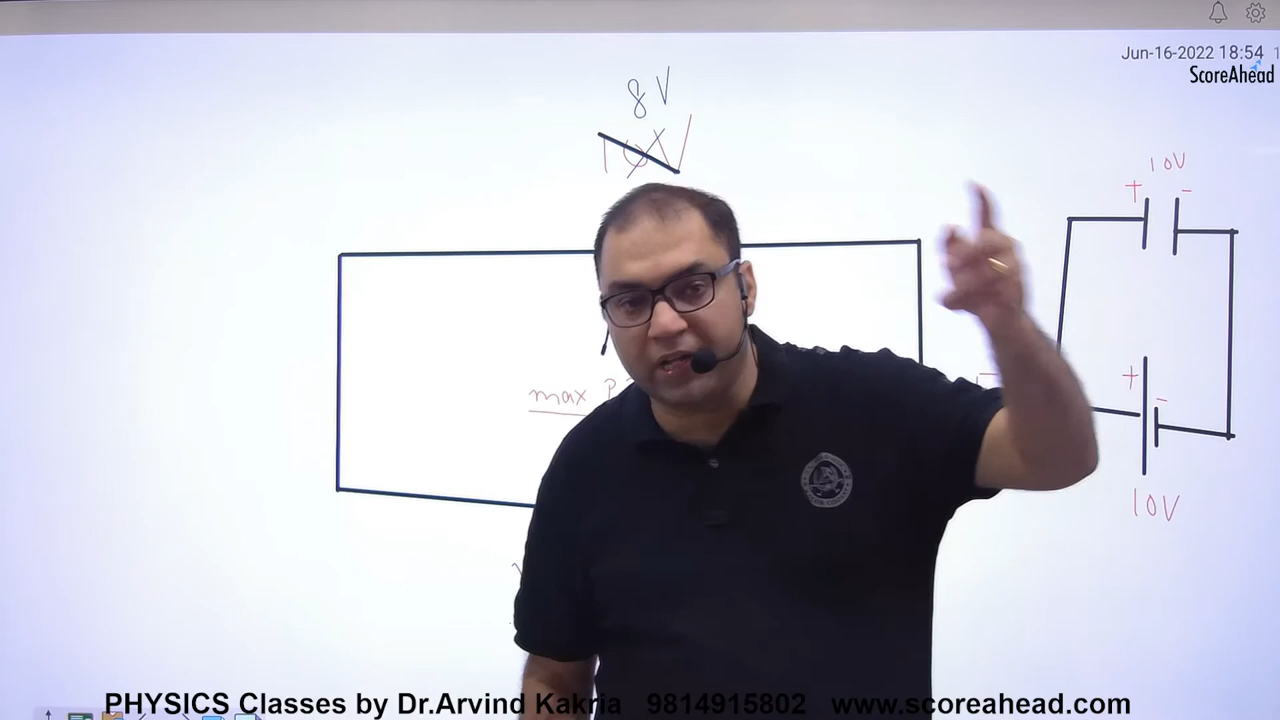 Jun-16-2022 18:54
ScoreAhead
8 V
10V
10V
+ -
max P
+ -
10V
PHYSICS Classes by Dr.Arvind Kakria 9814915802 www.scoreahead.com